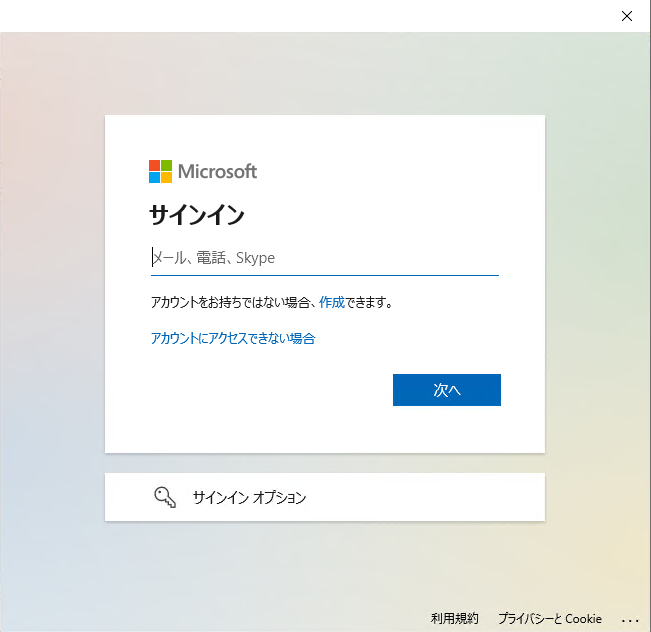 Microsoft
サインイン
メール、電話、Skype
アカウントをお持ちではない場合、作成できます。
アカウントにアクセスできない場合
次へ
サインイン オプション
利用規約 プライバシーと Cookie ...